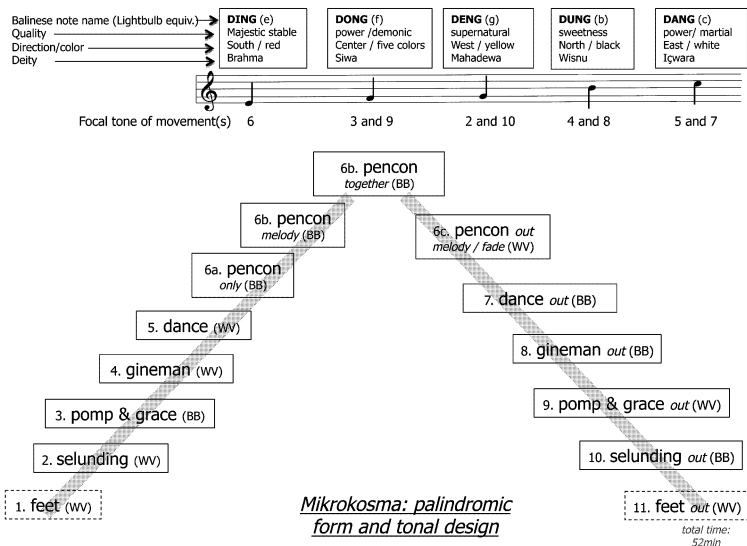 Balinese note name (Lightbulb equiv.)
Quality
Direction/color
Deity
DING (e)
Majestic stable
South / red
Brahma
DONG (f)
power /demonic
Center / five colors
Siwa
DENG (g)
supernatural
West / yellow
Mahadewa
DUNG (b)
sweetness
North / black
Wisnu
DANG (c)
power/ martial
East / white
Içwara
Focal tone of movement(s) 6 3 and 9 2 and 10 4 and 8 5 and 7
6b. pencon
together (BB)
6b. pencon
melody (BB)
6c. pencon out
melody / fade (WV)
6a. pencon
only (BB)
7. dance out (BB)
5. dance (WV)
8. gineman out (BB)
4. gineman (WV)
9. pomp & grace out (WV)
3. pomp & grace (BB)
10. selunding out (BB)
2. selunding (WV)
1. feet (WV)
11. feet out (WV)
Mikrokosma: palindromic
form and tonal design
total time:
52min